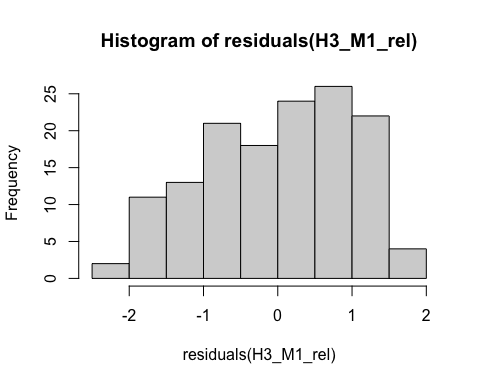 Histogram of residuals(H3_M1_rel)
Frequency
25
20
15
10
5
0
-2 -1 0 1 2
residuals(H3_M1_rel)